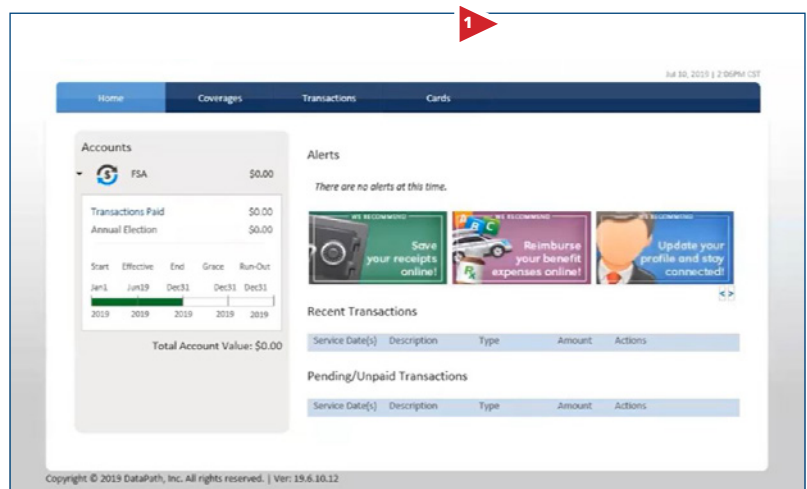 1
Jul 10, 2019 | 2:06PM CST
Home Coverages Transactions Cards
Accounts
FSA $0.00
Transactions Paid $0.00
Annual Election $0.00
Start Effective End Grace Run-Out
Jan1 Jun19 Dec31 Dec31 Dec31
2019 2019 2019 2019 2019
Total Account Value: $0.00
Alerts
There are no alerts at this time.
WE RECOMMEND
Save
your receipts
online!
A
B C
Rx
WE RECOMMEND
Reimburse
your benefit
expenses online!
WE RECOMMEND
Update your
profile and stay
connected!
< >
Recent Transactions
Service Date(s) Description Type Amount Actions
Pending/Unpaid Transactions
Service Date(s) Description Type Amount Actions
Copyright © 2019 DataPath, Inc. All rights reserved. | Ver: 19.6.10.12